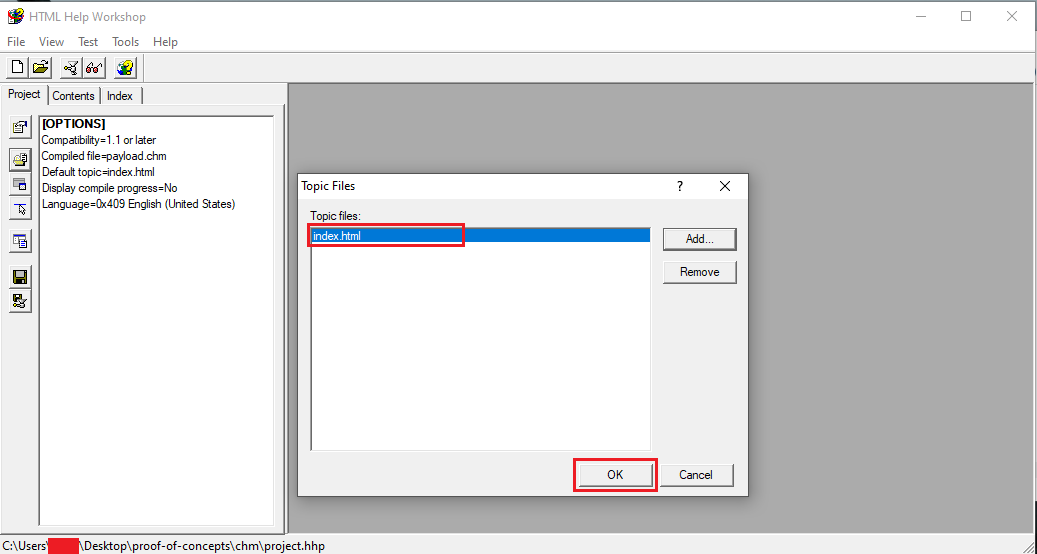 HTML Help Workshop
File View Test Tools Help
Project Contents Index
[OPTIONS]
Compatibility=1.1 or later
Compiled file=payload.chm
Default topic=index.html
Display compile progress=No
Language=0x409 English (United States)
Topic Files
?
Topic files:
index.html
Add...
Remove
OK Cancel
C:\Users\ \Desktop\proof-of-concepts\chm\project.hhp